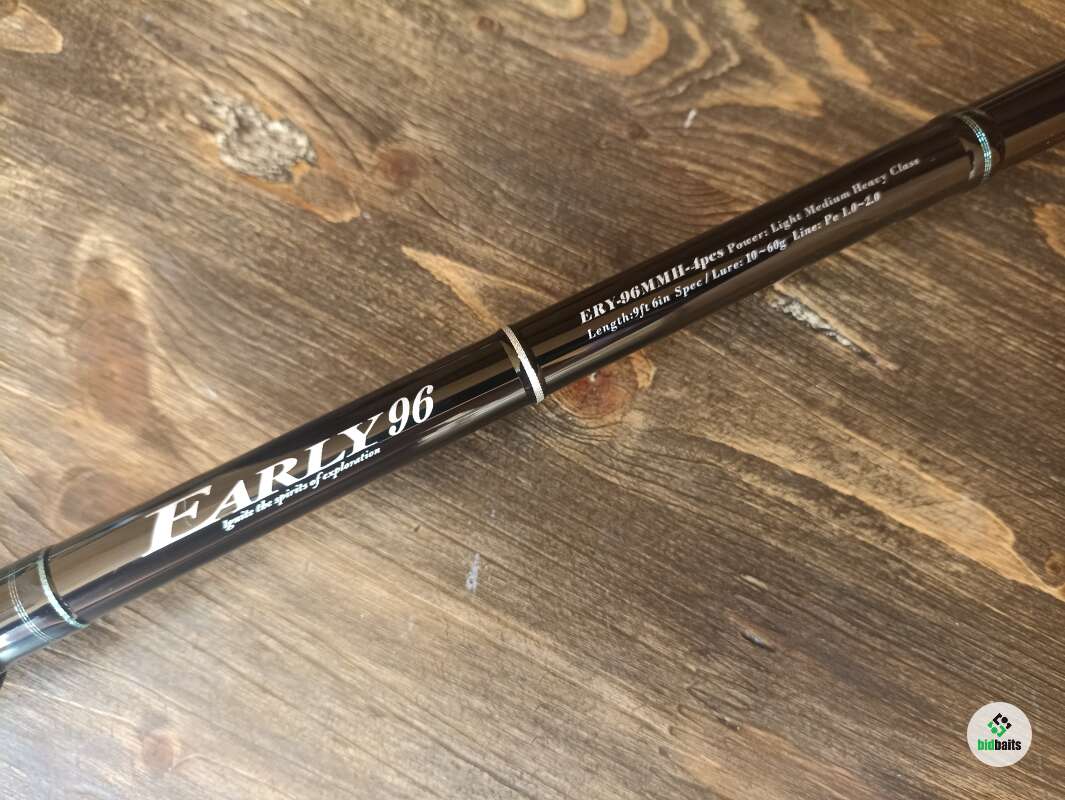 EARLY 96
Ignite the spirits of exploration
ERY-96MMH-4pcs Power: Light Medium Heavy Class
Length:9ft 6in Spec / Lure: 10~60g Line: Pe 1.0~2.0
bidbaits